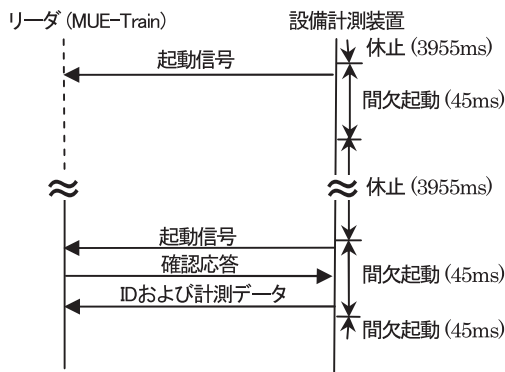 リーダ (MUE-Train)
設備計測装置
休止 (3955ms)
起動信号
間欠起動 (45ms)
休止 (3955ms)
起動信号
確認応答
間欠起動 (45ms)
IDおよび計測データ
間欠起動 (45ms)